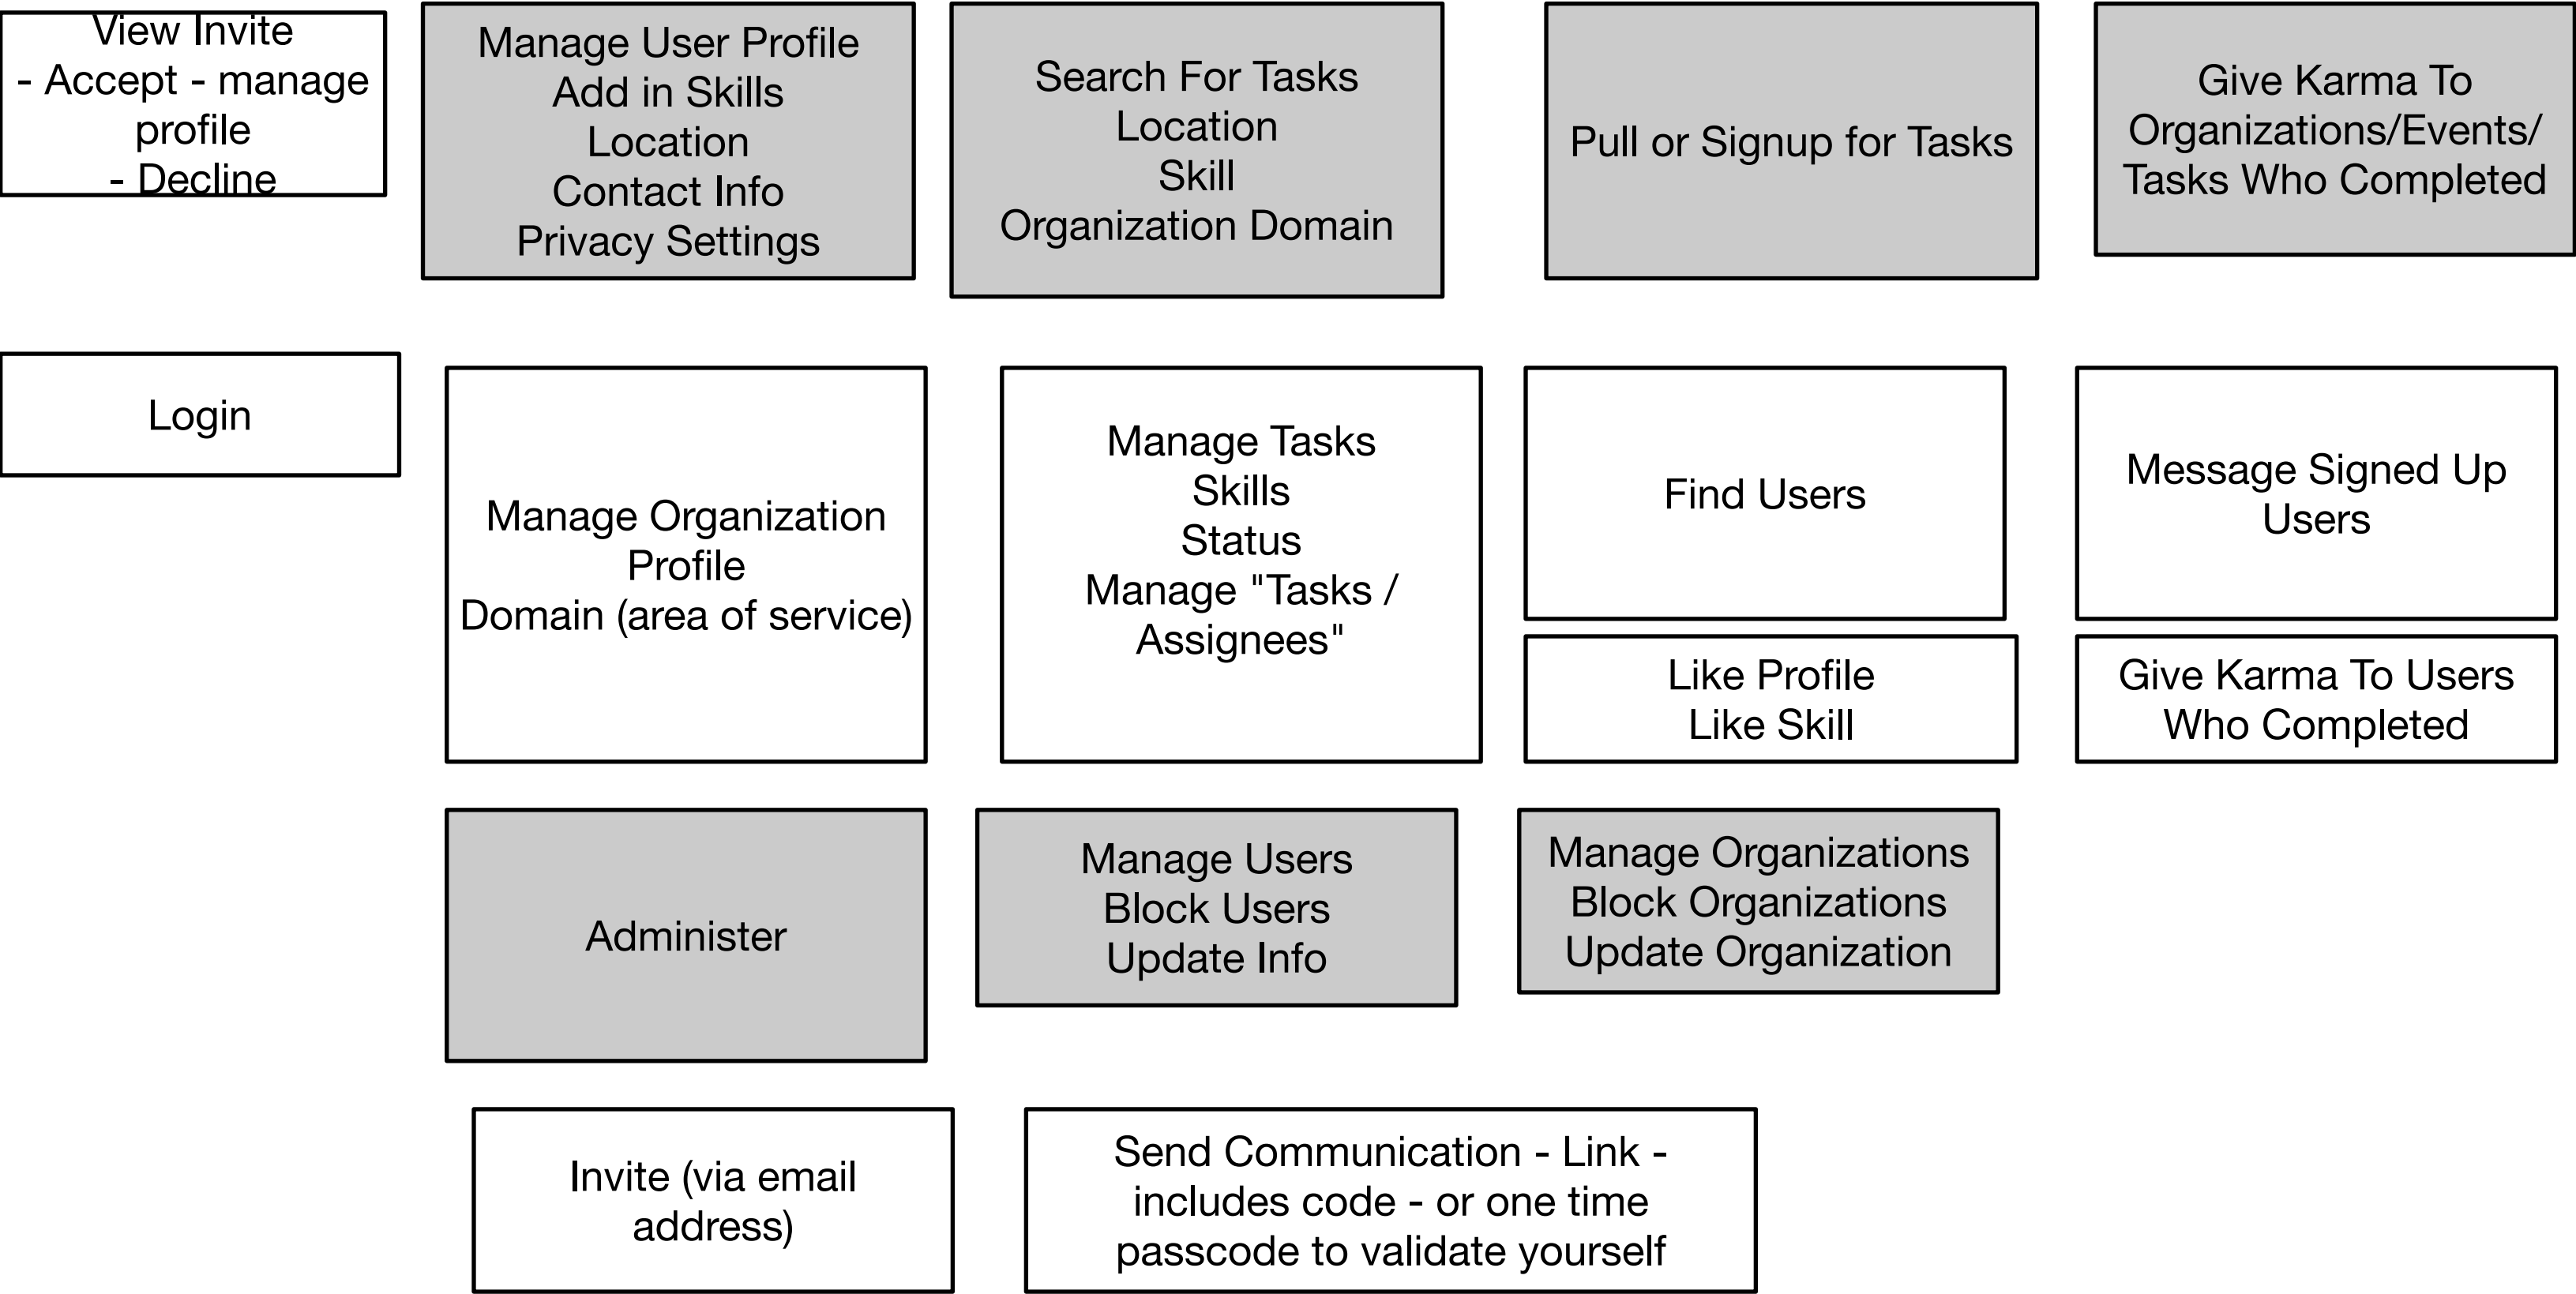 View Invite
- Accept - manage
profile
- Decline
Manage User Profile
Add in Skills
Location
Contact Info
Privacy Settings
Search For Tasks
Location
Skill
Organization Domain
Pull or Signup for Tasks
Give Karma To
Organizations/Events/
Tasks Who Completed
Login
Manage Organization
Profile
Domain (area of service)
Manage Tasks
Skills
Status
Manage "Tasks /
Assignees"
Find Users
Message Signed Up
Users
Like Profile
Like Skill
Give Karma To Users
Who Completed
Administer
Manage Users
Block Users
Update Info
Manage Organizations
Block Organizations
Update Organization
Invite (via email
address)
Send Communication - Link -
includes code - or one time
passcode to validate yourself